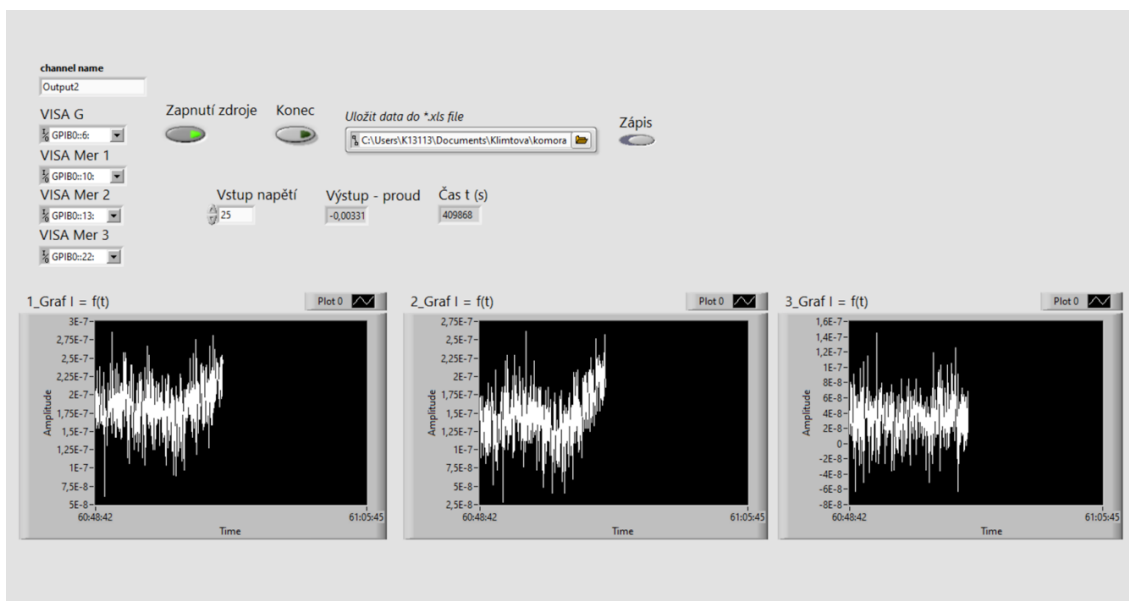 channel name
Output2
VISA G
GPIB0::6:
VISA Mer 1
GPIB0::10:
VISA Mer 2
GPIB0::13:
VISA Mer 3
GPIB0::22:
Zapnutí zdroje
Konec
Uložit data do *.xls file
C:\Users\K13113\Documents\Klimtova\komora
Zápis
Vstup napětí
25
Výstup - proud
-0,00331
Čas t (s)
409868
1_Graf I = f(t)
Plot 0
3E-7
2,75E-7
2,5E-7
2,25E-7
2E-7
1,75E-7
1,5E-7
1,25E-7
1E-7
7,5E-8
5E-8
Amplitude
60:48:42
61:05:45
Time
2_Graf I = f(t)
Plot 0
2,75E-7
2,5E-7
2,25E-7
2E-7
1,75E-7
1,5E-7
1,25E-7
1E-7
7,5E-8
5E-8
2,5E-8
Amplitude
60:48:42
61:05:45
Time
3_Graf I = f(t)
Plot 0
1,6E-7
1,4E-7
1,2E-7
1E-7
8E-8
6E-8
4E-8
2E-8
0
-2E-8
-4E-8
-6E-8
-8E-8
Amplitude
60:48:42
61:05:45
Time